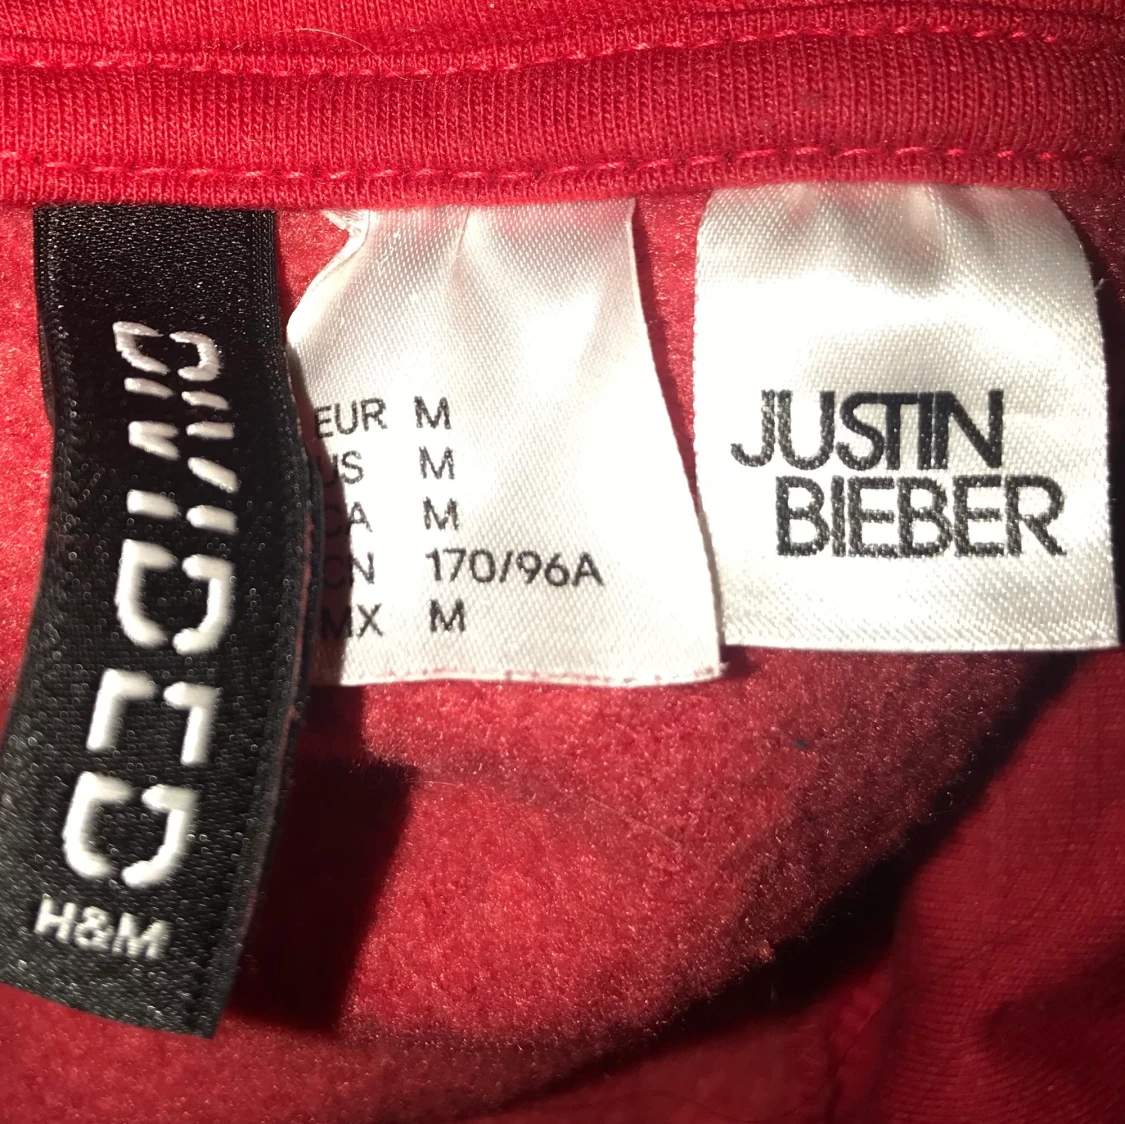 DIVIDED
H&M
EUR M
US M
CA M
CN 170/96A
MX M
JUSTIN
BIEBER